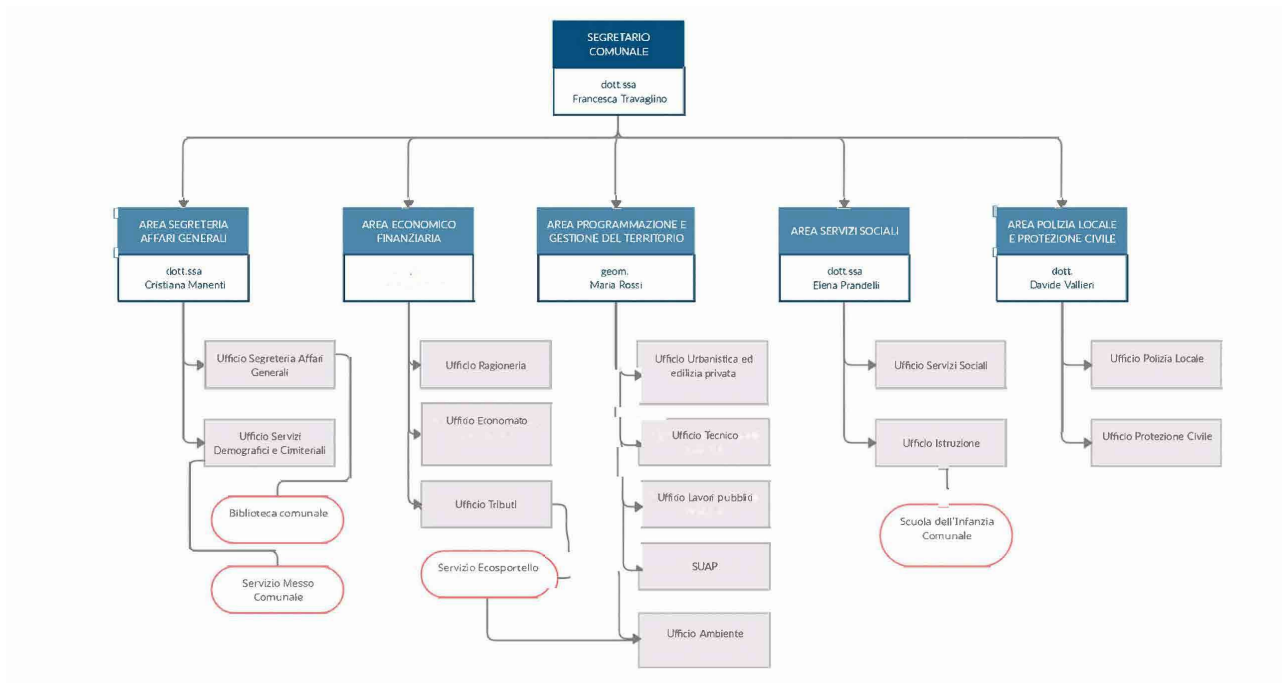 SEGRETARIO
COMUNALE
dott.ssa
Francesca Travaglino
AREA SEGRETERIA
AFFARI GENERALI
dott.ssa
Cristiana Manenti
AREA ECONOMICO
FINANZIARIA
AREA PROGRAMMAZIONE E
GESTIONE DEL TERRITORIO
geom.
Maria Rossi
AREA SERVIZI SOCIALI
dott.ssa
Elena Prandelli
AREA POLIZIA LOCALE
E PROTEZIONE CIVILE
dott.
Davide Vallieri
Ufficio Segreteria Affari
Generali
Ufficio Servizi
Demografici e Cimiteriali
Biblioteca comunale
Servizio Messo
Comunale
Ufficio Ragioneria
Ufficio Economato
Ufficio Tributi
Servizio Ecosportello
Ufficio Urbanistica ed
edilizia privata
Ufficio Tecnico
Ufficio Lavori pubblici
SUAP
Ufficio Ambiente
Ufficio Servizi Sociali
Ufficio Istruzione
Scuola dell'Infanzia
Comunale
Ufficio Polizia Locale
Ufficio Protezione Civile